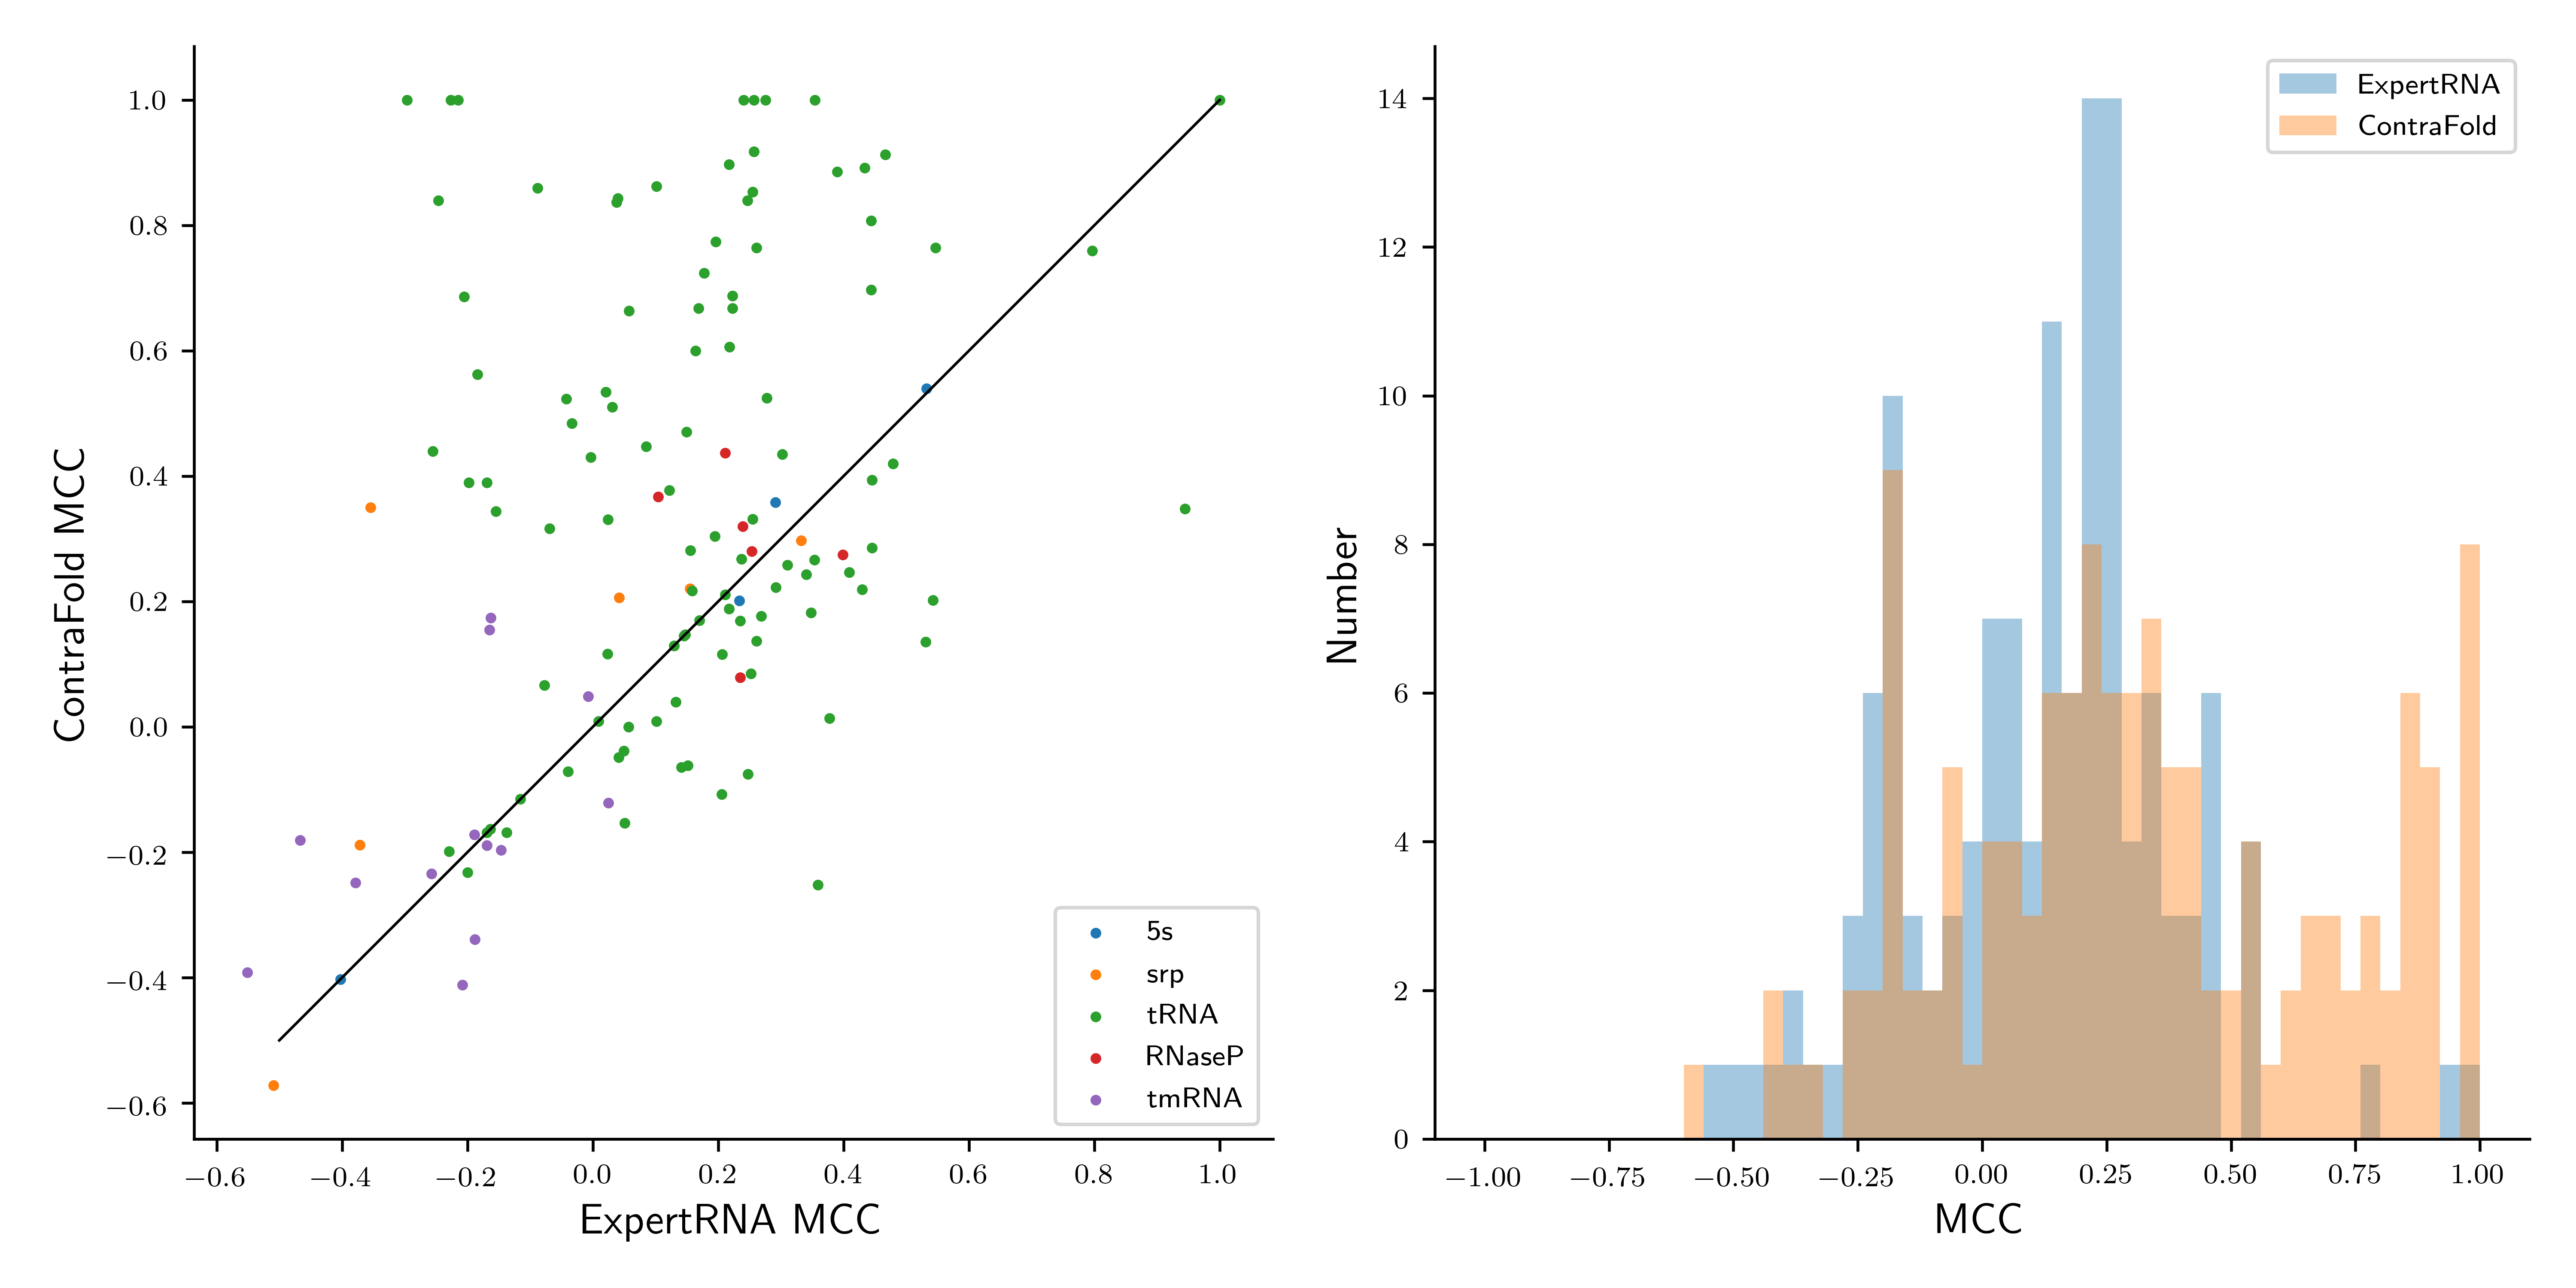 1.0
0.8
0.6
0.4
0.2
0.0
−0.2
−0.4
−0.6
ContraFold MCC
−0.6 −0.4 −0.2 0.0 0.2 0.4 0.6 0.8 1.0
ExpertRNA MCC
5s
srp
tRNA
RNaseP
tmRNA
14
12
10
8
6
4
2
0
Number
−1.00 −0.75 −0.50 −0.25 0.00 0.25 0.50 0.75 1.00
MCC
ExpertRNA
ContraFold